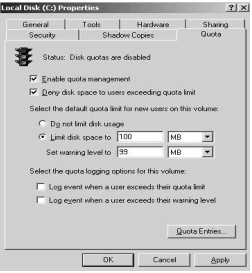 Local Disk (C:) Properties
General Tools Hardware Sharing
Security Shadow Copies Quota
Status: Disk quotas are disabled
Enable quota management
Deny disk space to users exceeding quota limit
Select the default quota limit for new users on this volume:
Do not limit disk usage
Limit disk space to 100 MB
Set warning level to 99 MB
Select the quota logging options for this volume:
Log event when a user exceeds their quota limit
Log event when a user exceeds their warning level
Quota Entries...
OK Cancel Apply